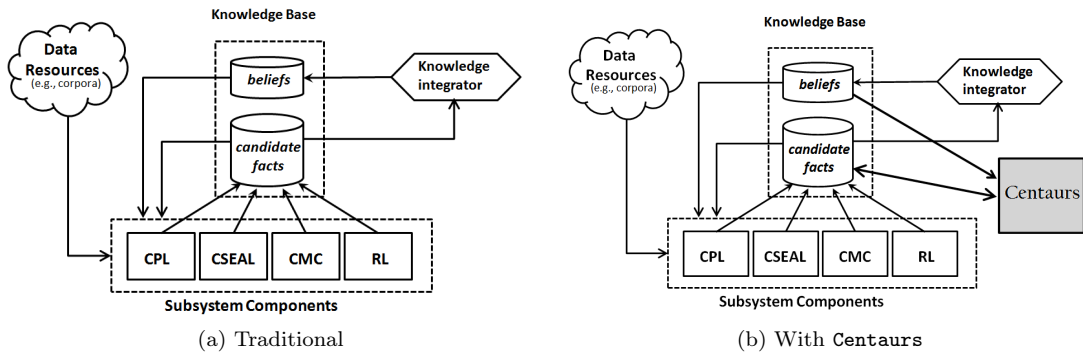 Knowledge Base
Data
Resources
(e.g., corpora)
beliefs
Knowledge
integrator
candidate
facts
CPL
CSEAL
CMC
RL
Subsystem Components
(a) Traditional
Knowledge Base
Data
Resources
(e.g., corpora)
beliefs
Knowledge
integrator
candidate
facts
Centaurs
CPL
CSEAL
CMC
RL
Subsystem Components
(b) With Centaurs